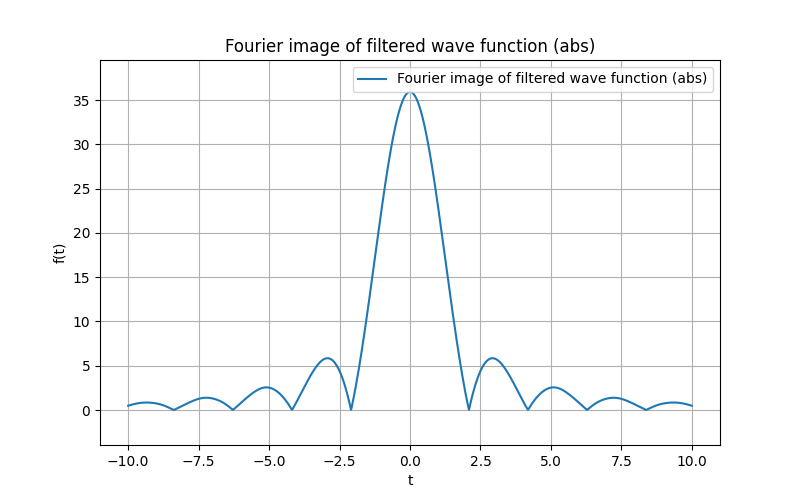 Fourier image of filtered wave function (abs)
Fourier image of filtered wave function (abs)
35
30
25
20
15
10
5
0
f(t)
−10.0 −7.5 −5.0 −2.5 0.0 2.5 5.0 7.5 10.0
t